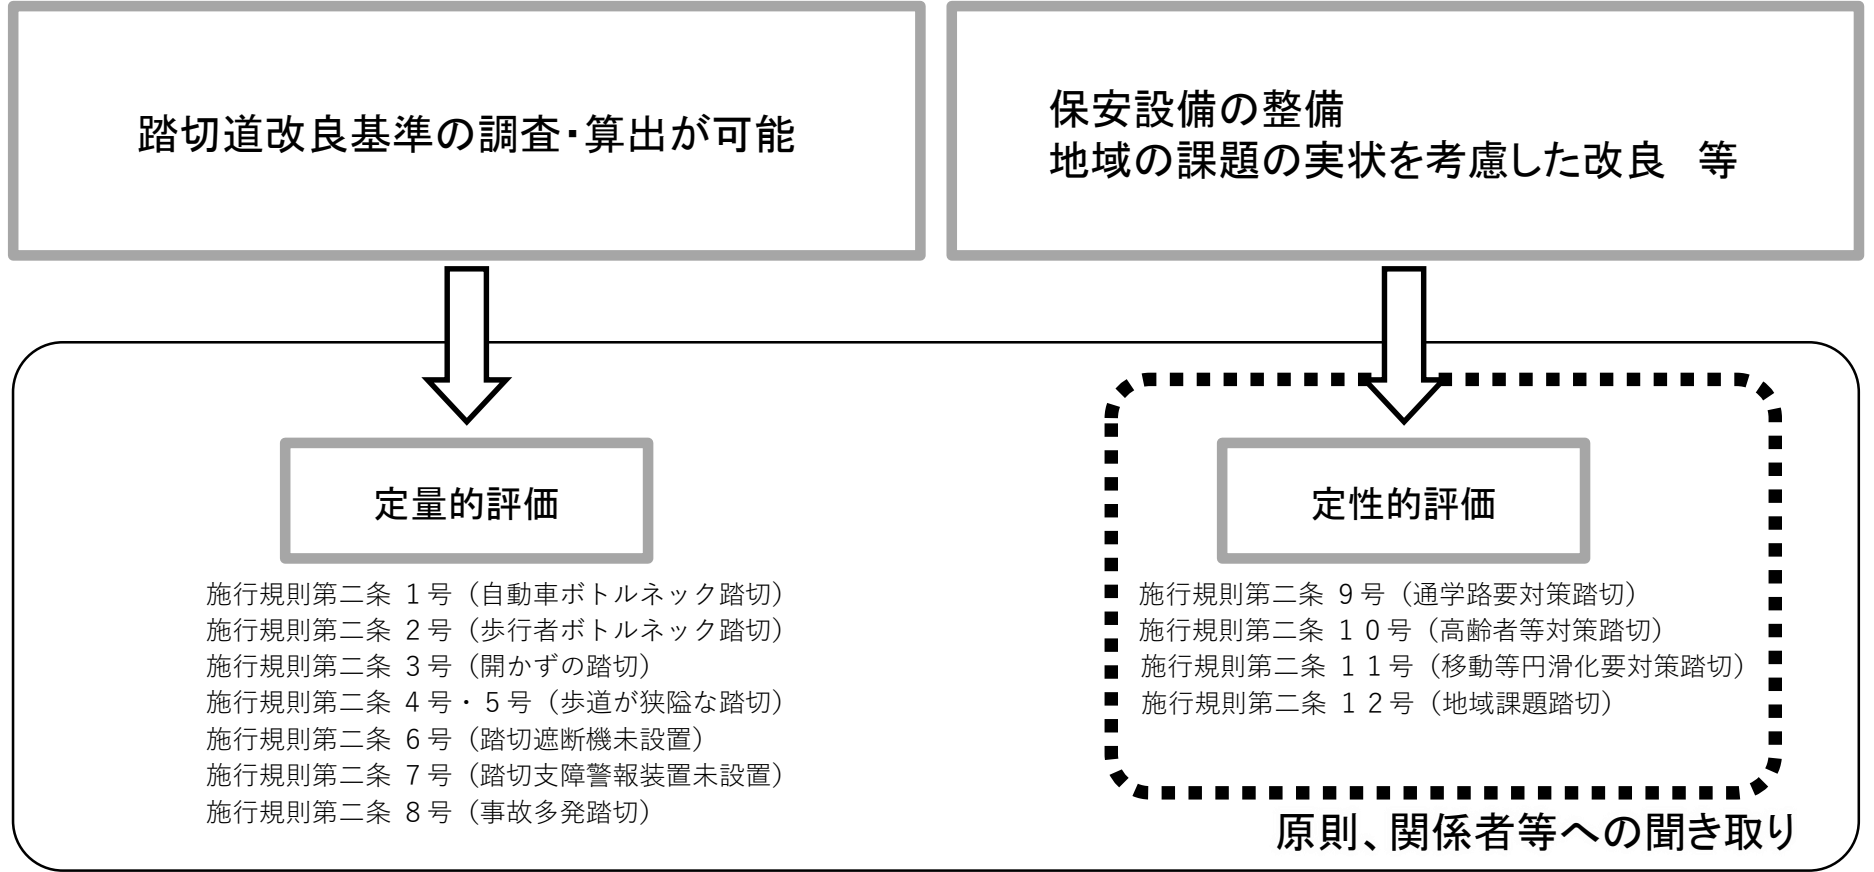 踏切道改良基準の調査・算出が可能
保安設備の整備
地域の課題の実状を考慮した改良　等
定量的評価
施行規則第二条 １号（自動車ボトルネック踏切）
施行規則第二条 ２号（歩行者ボトルネック踏切）
施行規則第二条 ３号（開かずの踏切）
施行規則第二条 ４号・５号（歩道が狭隘な踏切）
施行規則第二条 ６号（踏切遮断機未設置）
施行規則第二条 ７号（踏切支障警報装置未設置）
施行規則第二条 ８号（事故多発踏切）
定性的評価
施行規則第二条 ９号（通学路要対策踏切）
施行規則第二条 １０号（高齢者等対策踏切）
施行規則第二条 １１号（移動等円滑化要対策踏切）
施行規則第二条 １２号（地域課題踏切）
原則、関係者等への聞き取り